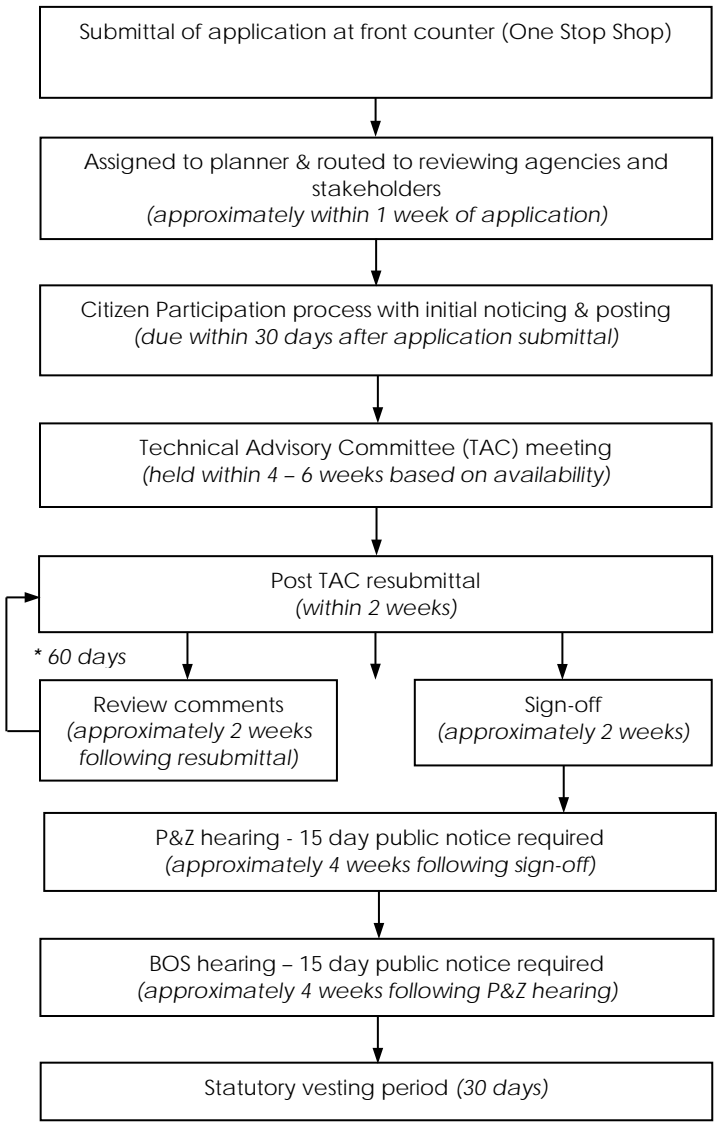 Submittal of application at front counter (One Stop Shop)
Assigned to planner & routed to reviewing agencies and
stakeholders
(approximately within 1 week of application)
Citizen Participation process with initial noticing & posting
(due within 30 days after application submittal)
Technical Advisory Committee (TAC) meeting
(held within 4 – 6 weeks based on availability)
Post TAC resubmittal
(within 2 weeks)
* 60 days
Review comments
(approximately 2 weeks
following resubmittal)
Sign-off
(approximately 2 weeks)
P&Z hearing - 15 day public notice required
(approximately 4 weeks following sign-off)
BOS hearing – 15 day public notice required
(approximately 4 weeks following P&Z hearing)
Statutory vesting period (30 days)